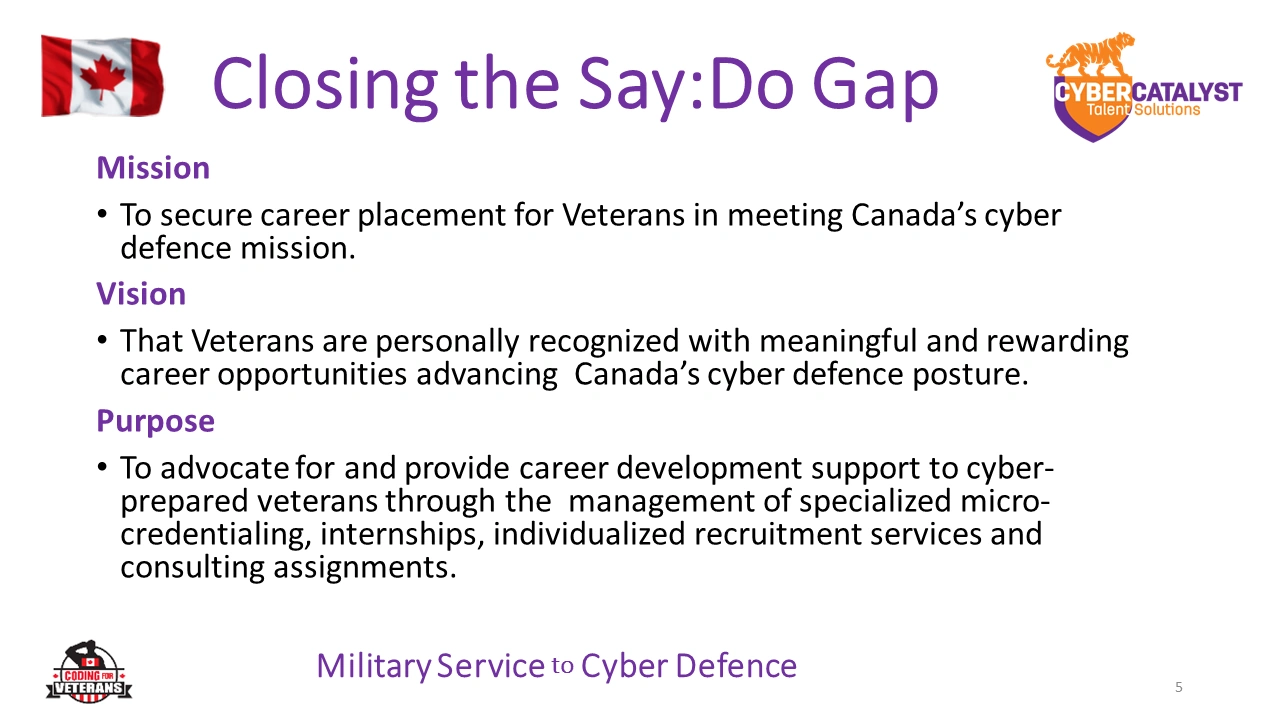 Closing the Say:Do Gap
CYBERCATALYST
Talent Solutions
Mission
• To secure career placement for Veterans in meeting Canada’s cyber
defence mission.
Vision
• That Veterans are personally recognized with meaningful and rewarding
career opportunities advancing  Canada’s cyber defence posture.
Purpose
• To advocate for and provide career development support to cyber-
prepared veterans through the  management of specialized micro-
credentialing, internships, individualized recruitment services and
consulting assignments.
CODING FOR
VETERANS
Military Service to Cyber Defence
5